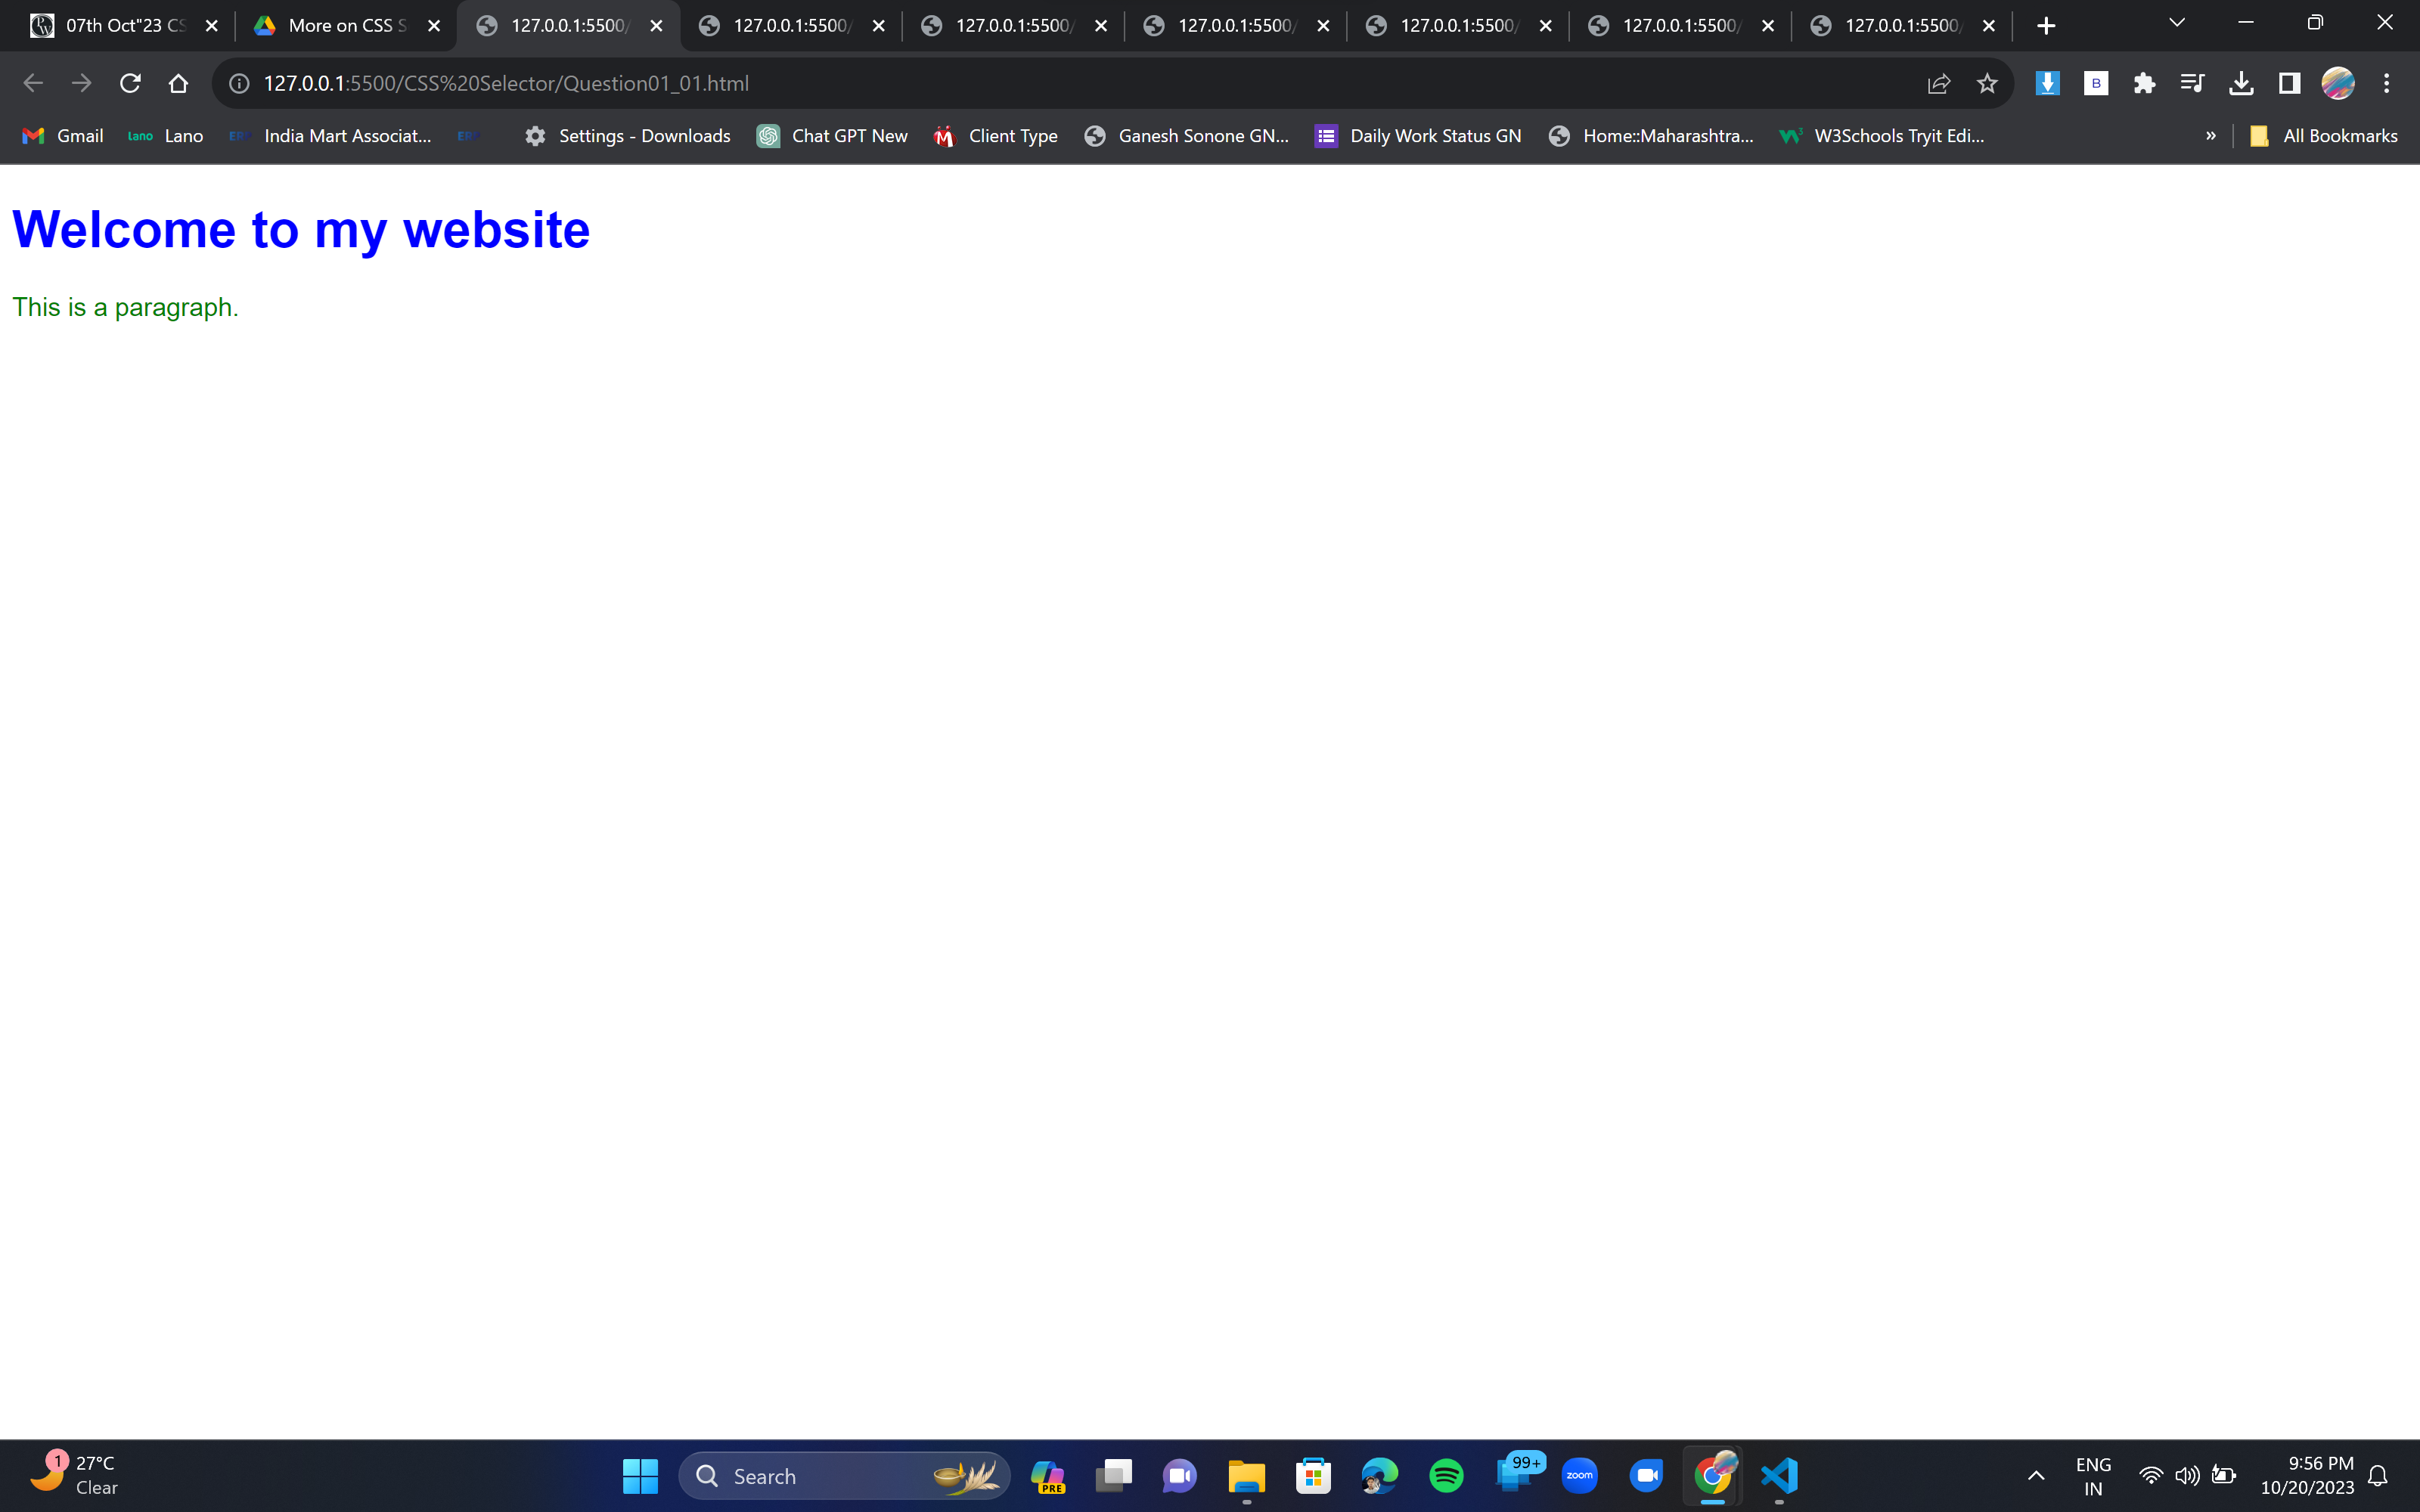 07th Oct"23 CS
More on CSS S
127.0.0.1:5500/
127.0.0.1:5500/
127.0.0.1:5500/
127.0.0.1:5500/
127.0.0.1:5500/
127.0.0.1:5500/
127.0.0.1:5500/
127.0.0.1:5500/CSS%20Selector/Question01_01.html
B
Gmail
lano Lano
India Mart Associat...
Settings - Downloads
Chat GPT New
Client Type
Ganesh Sonone GN...
Daily Work Status GN
Home::Maharashtra...
W3Schools Tryit Edi...
»
All Bookmarks
Welcome to my website
This is a paragraph.
1
27°C
Clear
Search
PRE
99+
zoom
ENG
IN
9:56 PM
10/20/2023